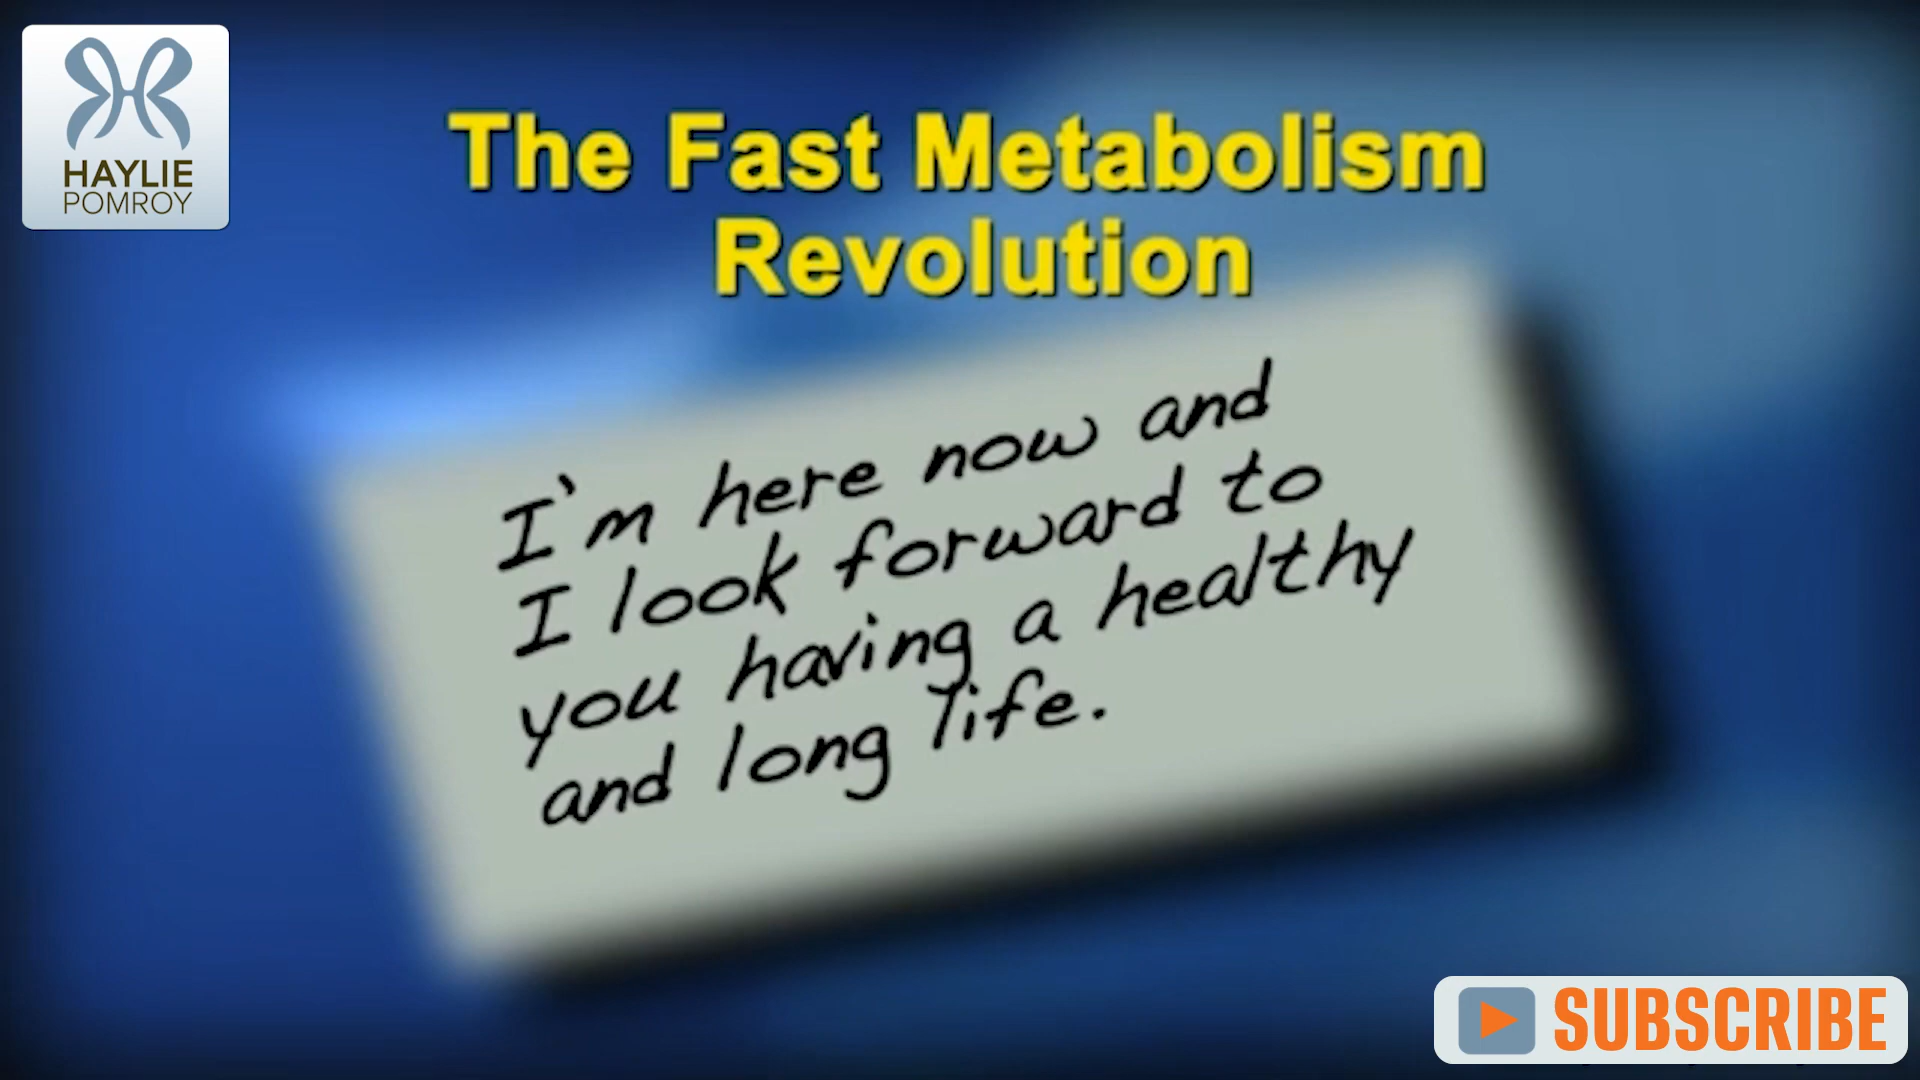 HAYLIE
POMROY
The Fast Metabolism
Revolution
I'm here now and
I look forward to
you having a healthy
and long life.
SUBSCRIBE